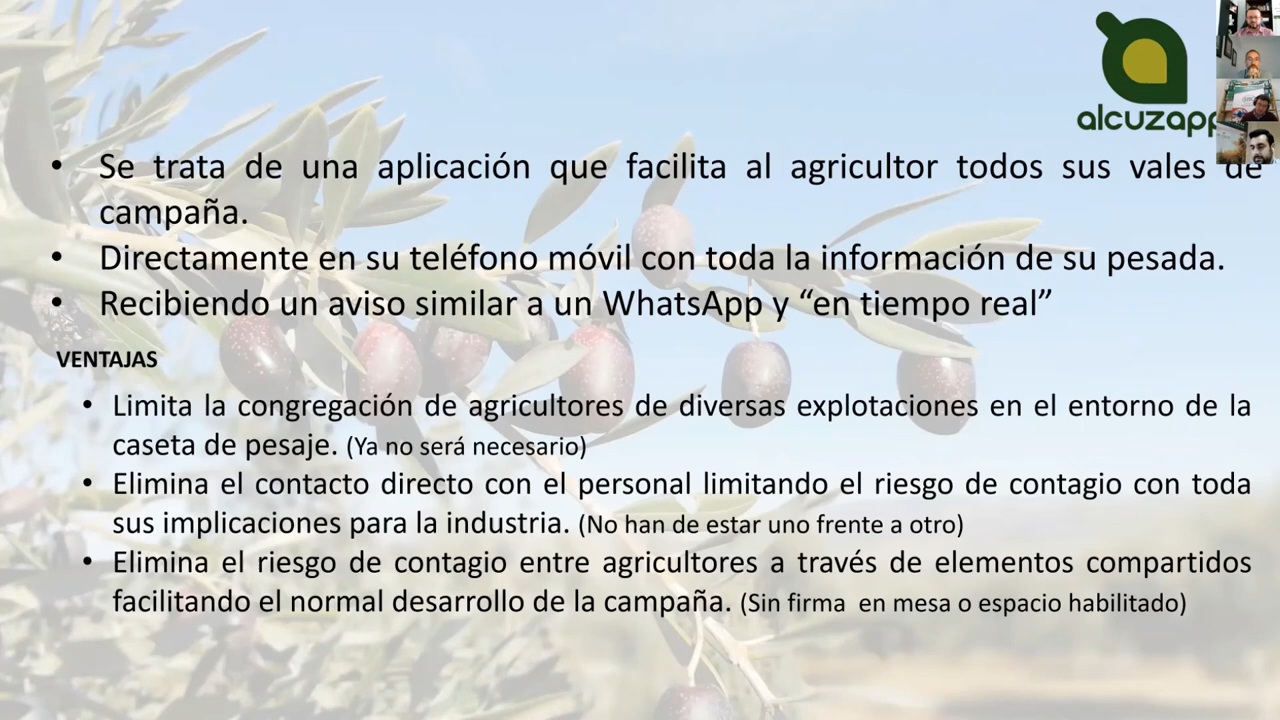 alcuzapp
• Se trata de una aplicación que facilita al agricultor todos sus vales de
campaña.
• Directamente en su teléfono móvil con toda la información de su pesada.
• Recibiendo un aviso similar a un WhatsApp y “en tiempo real”
VENTAJAS
• Limita la congregación de agricultores de diversas explotaciones en el entorno de la
caseta de pesaje. (Ya no será necesario)
• Elimina el contacto directo con el personal limitando el riesgo de contagio con toda
sus implicaciones para la industria. (No han de estar uno frente a otro)
• Elimina el riesgo de contagio entre agricultores a través de elementos compartidos
facilitando el normal desarrollo de la campaña. (Sin firma  en mesa o espacio habilitado)